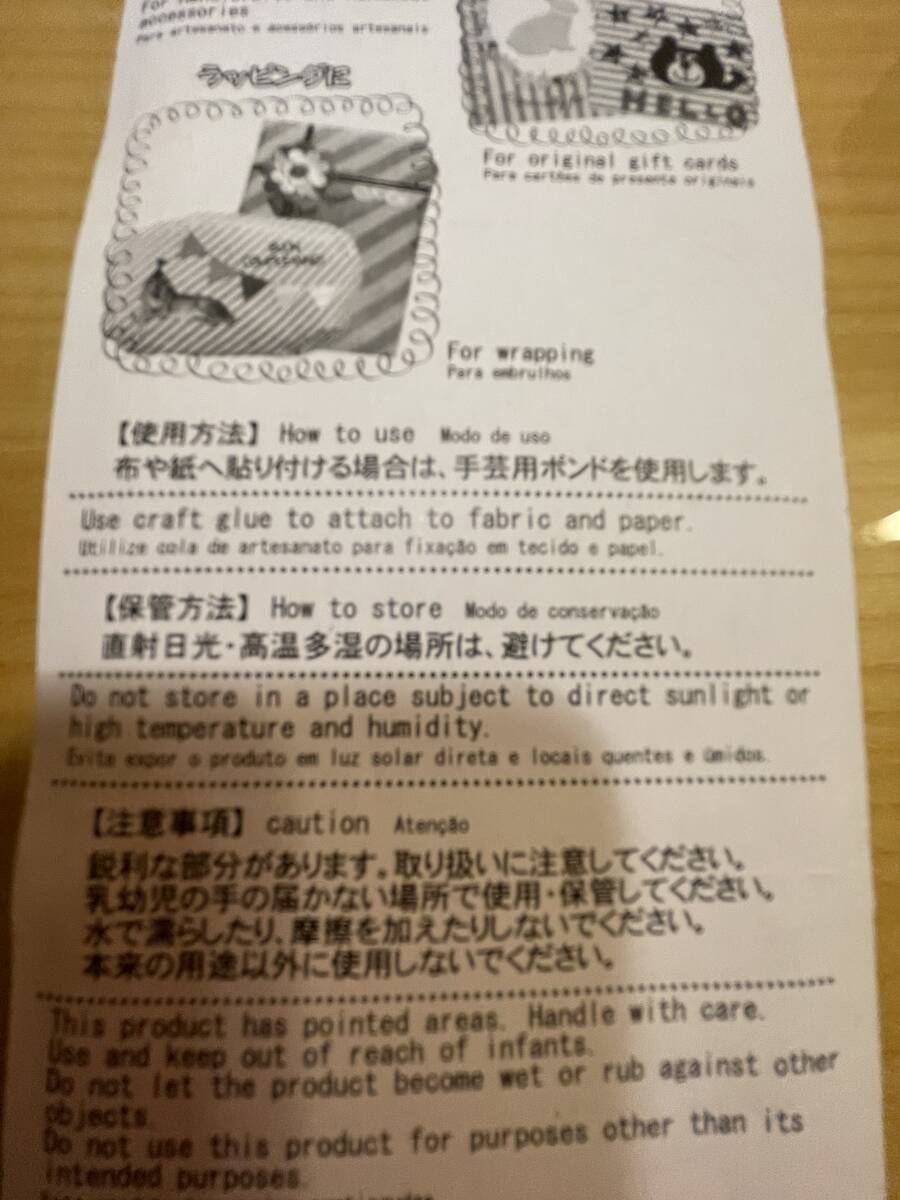 accessories
Para artesanato e acessórios artesanais
ラッピングに
HELLO
For original gift cards
Para cartões de presente originais
For wrapping
Para embrulhos
【使用方法】 How to use Modo de uso
布や紙へ貼り付ける場合は、手芸用ボンドを使用します。
Use craft glue to attach to fabric and paper.
Utilize cola de artesanato para fixação em tecido e papel.
【保管方法】 How to store Modo de conservação
直射日光・高温多湿の場所は、避けてください。
Do not store in a place subject to direct sunlight or
high temperature and humidity.
Evite expor o produto em luz solar direta e locais quentes e úmidos.
【注意事項】 caution Atenção
鋭利な部分があります。取り扱いに注意してください。
乳幼児の手の届かない場所で使用・保管してください。
水で濡らしたり、摩擦を加えたりしないでください。
本来の用途以外に使用しないでください。
This product has pointed areas. Handle with care.
Use and keep out of reach of infants.
Do not let the product become wet or rub against other
objects.
Do not use this product for purposes other than its
intended purposes.